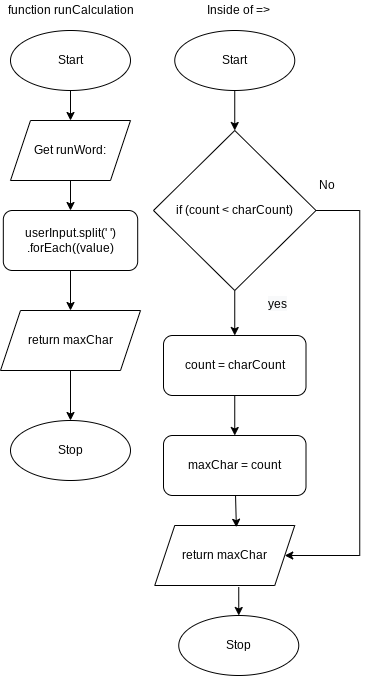 function runCalculation
Start
Get runWord:
userInput.split(' ')
.forEach((value)
return maxChar
Stop
Inside of =>
Start
if (count < charCount)
No
yes
count = charCount
maxChar = count
return maxChar
Stop